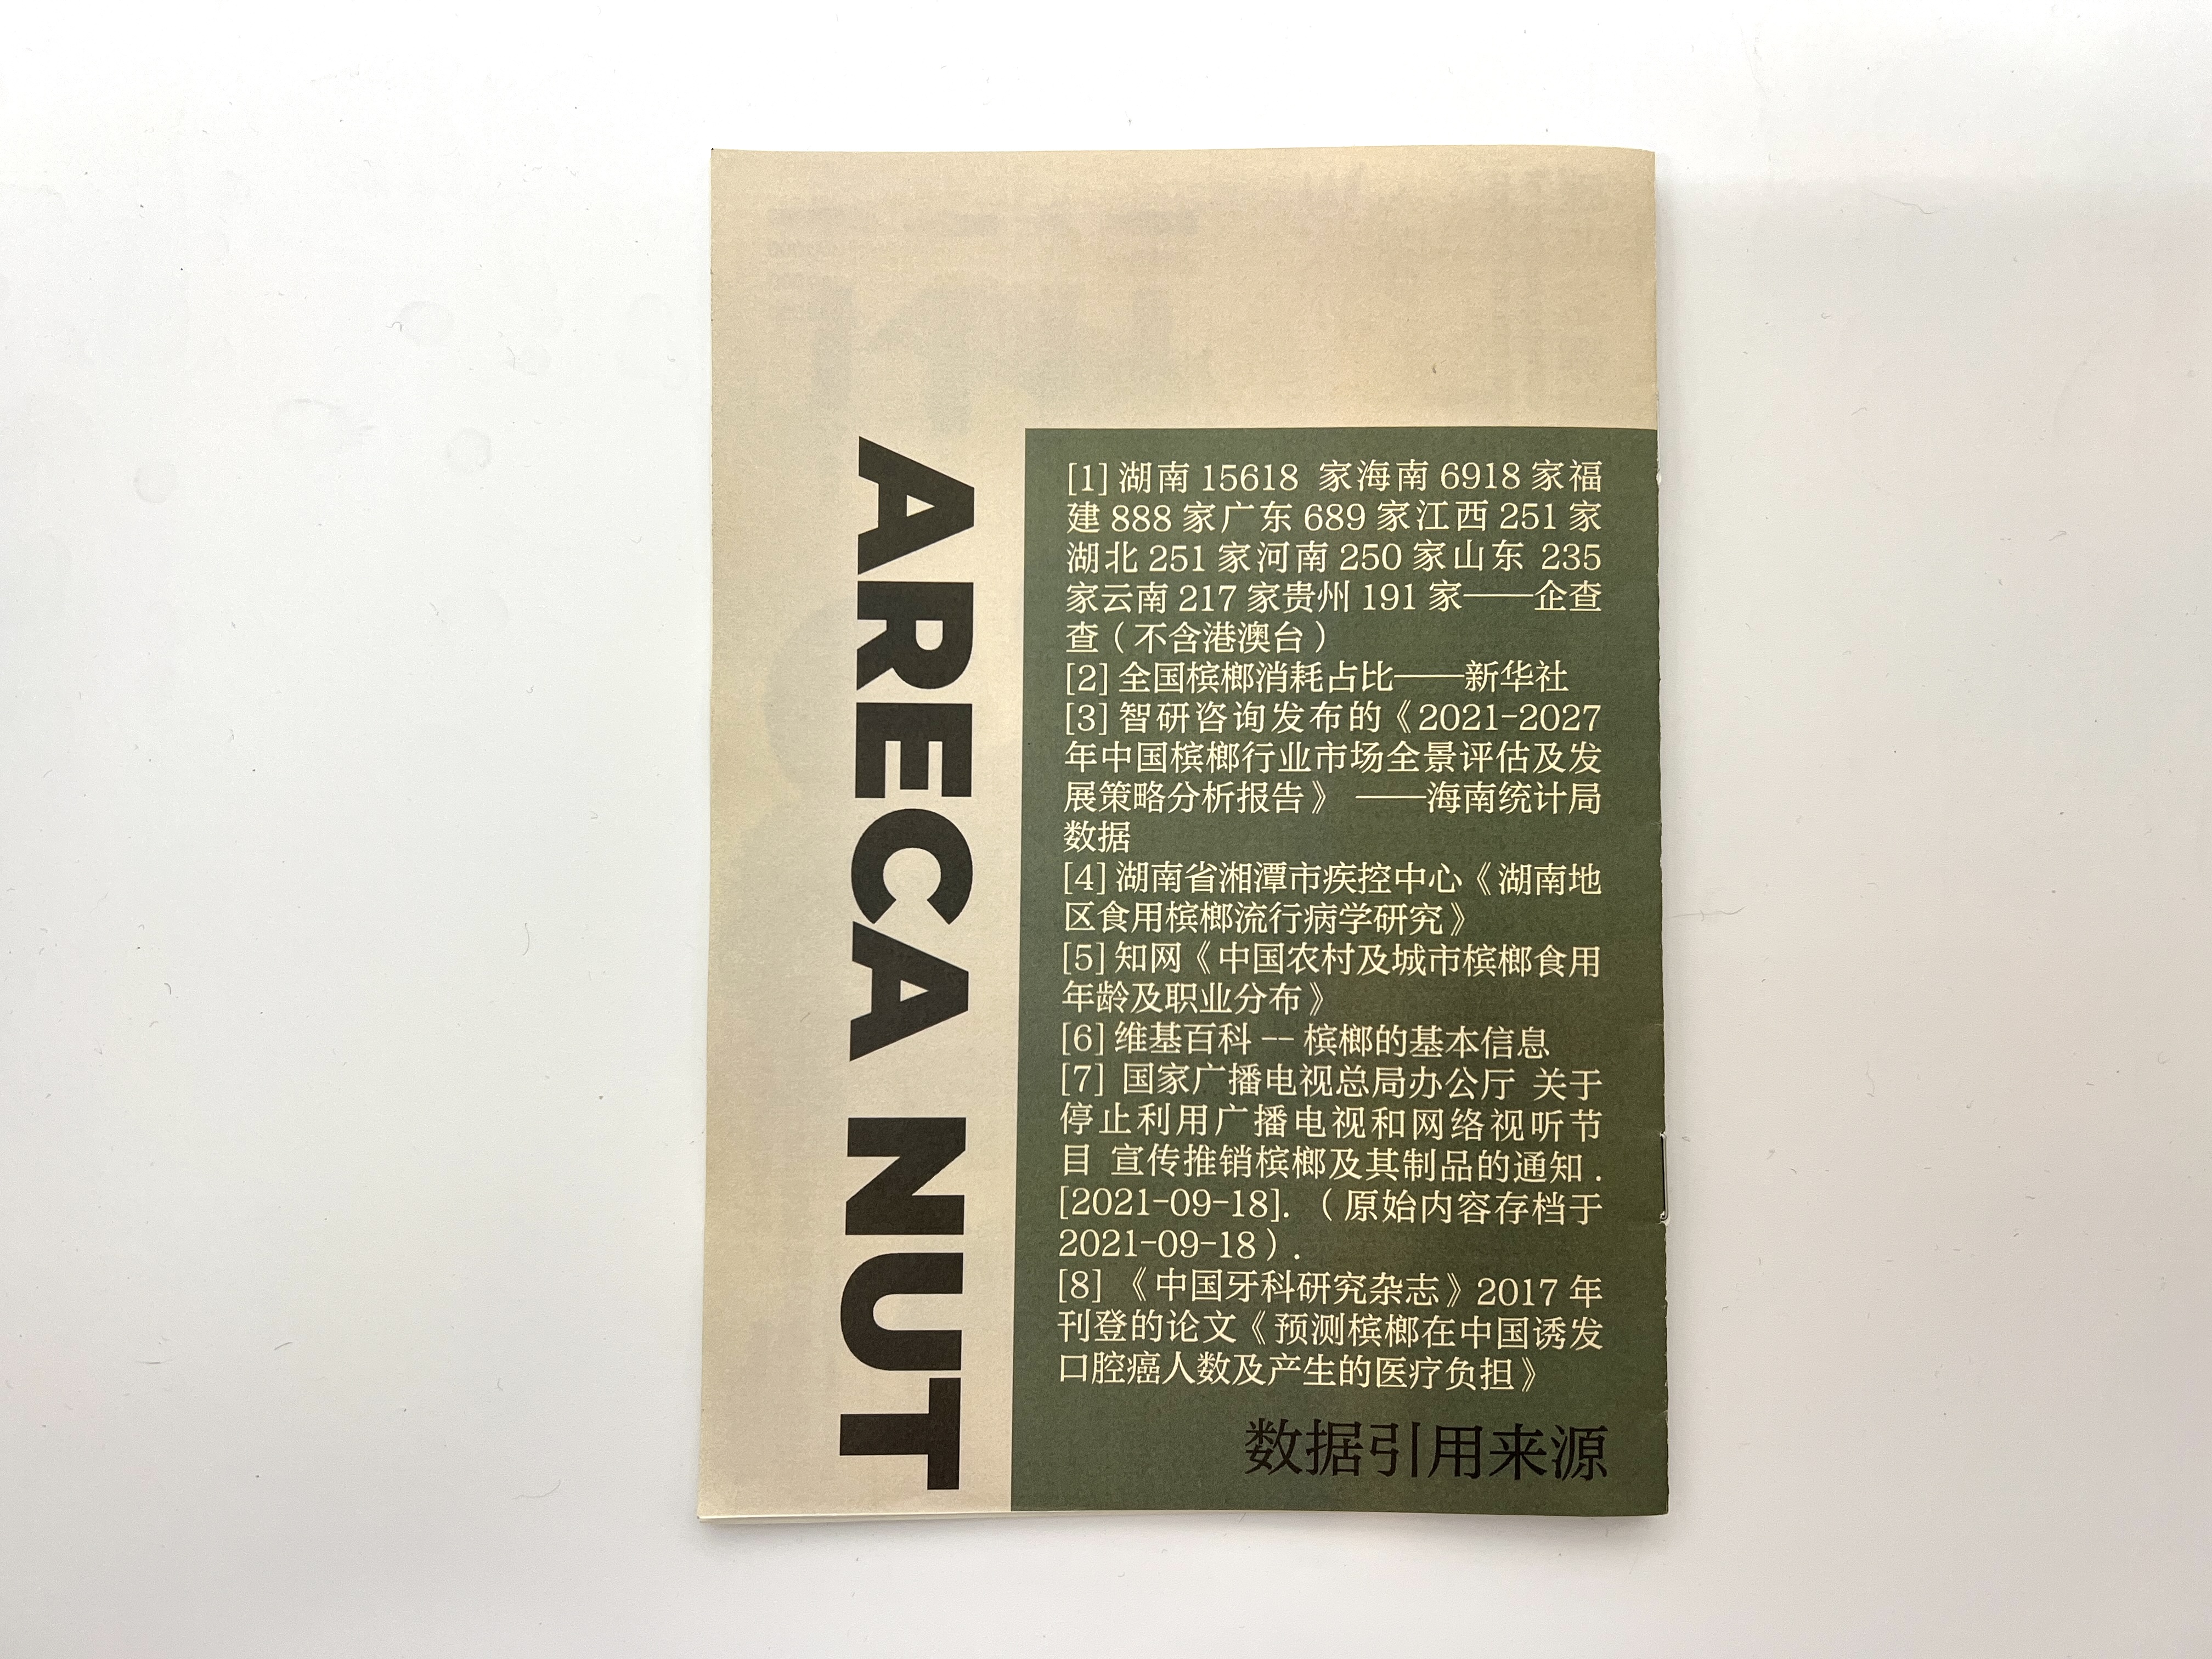 ARECA NUT
[1] 湖南 15618 家海南 6918 家福
建 888 家广东 689 家江西 251 家
湖北 251 家河南 250 家山东 235
家云南 217 家贵州 191 家——企查
查（不含港澳台）
[2] 全国槟榔消耗占比——新华社
[3] 智研咨询发布的《2021-2027
年中国槟榔行业市场全景评估及发
展策略分析报告》 ——海南统计局
数据
[4] 湖南省湘潭市疾控中心《湖南地
区食用槟榔流行病学研究》
[5] 知网《中国农村及城市槟榔食用
年龄及职业分布》
[6] 维基百科 -- 槟榔的基本信息
[7] 国家广播电视总局办公厅 关于
停止利用广播电视和网络视听节
目 宣传推销槟榔及其制品的通知 .
[2021-09-18]. （原始内容存档于
2021-09-18）.
[8] 《中国牙科研究杂志》2017 年
刊登的论文《预测槟榔在中国诱发
口腔癌人数及产生的医疗负担》
数据引用来源